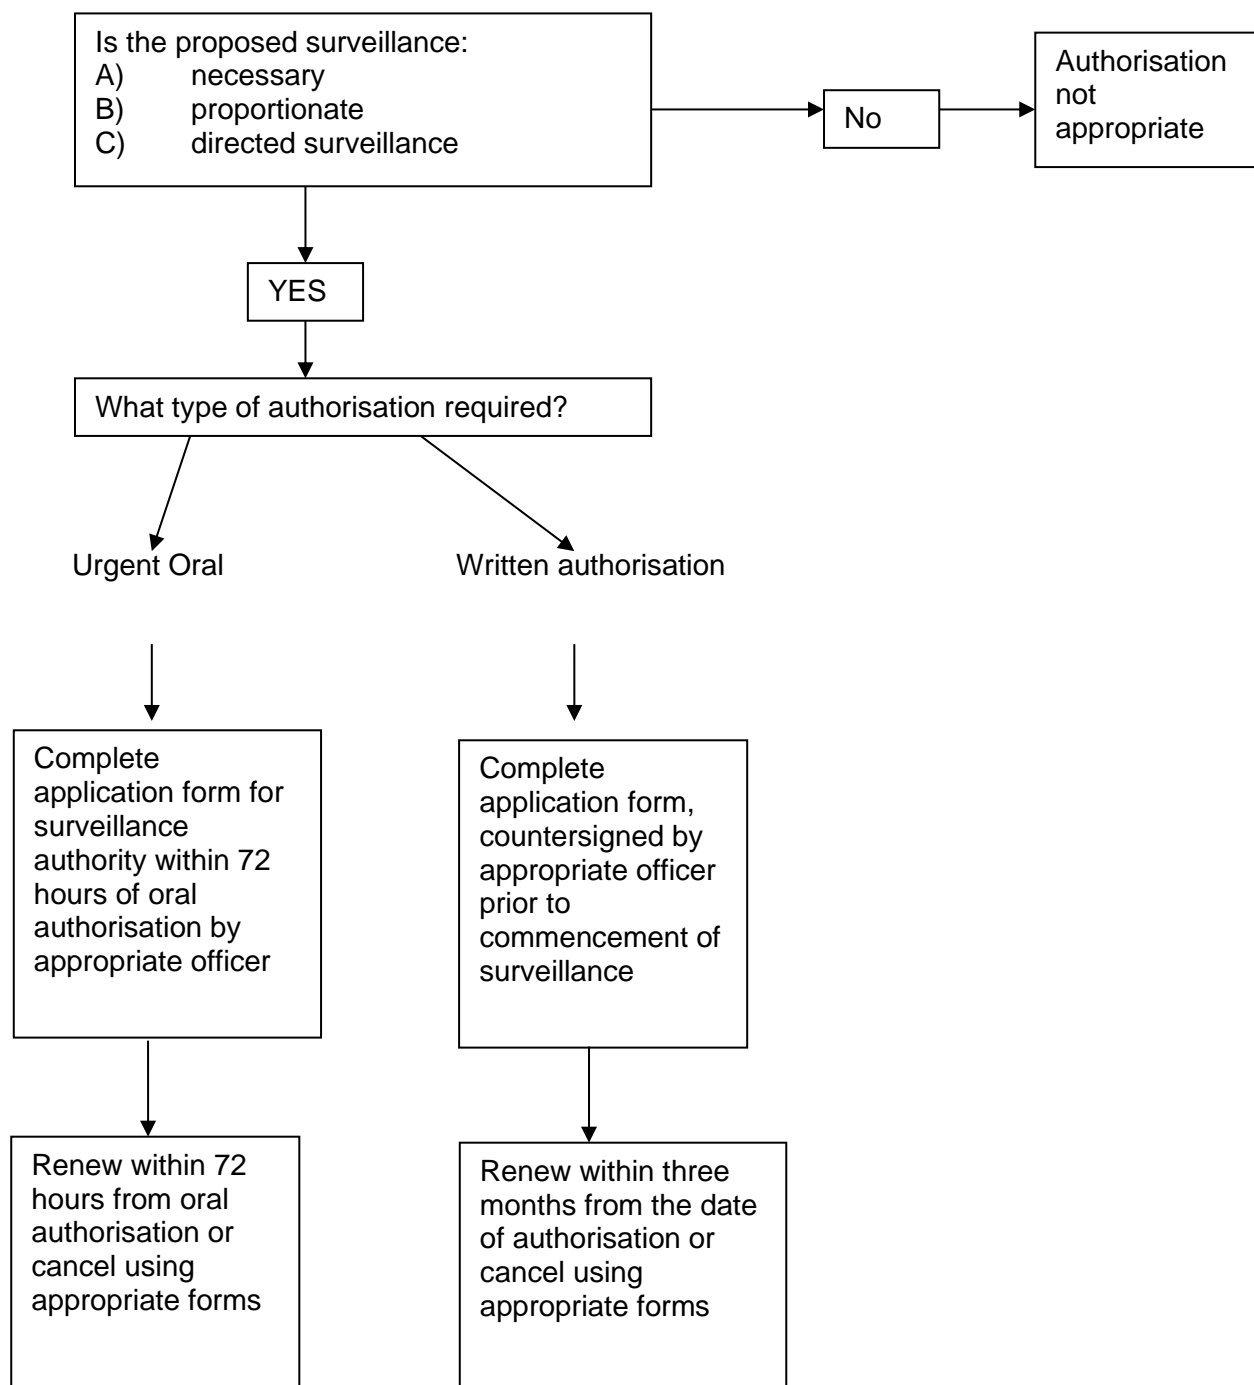 Is the proposed surveillance:
A) necessary
B) proportionate
C) directed surveillance
No
Authorisation
not
appropriate
YES
What type of authorisation required?
Urgent Oral
Written authorisation
Complete
application form for
surveillance
authority within 72
hours of oral
authorisation by
appropriate officer
Complete
application form,
countersigned by
appropriate officer
prior to
commencement of
surveillance
Renew within 72
hours from oral
authorisation or
cancel using
appropriate forms
Renew within three
months from the date
of authorisation or
cancel using
appropriate forms